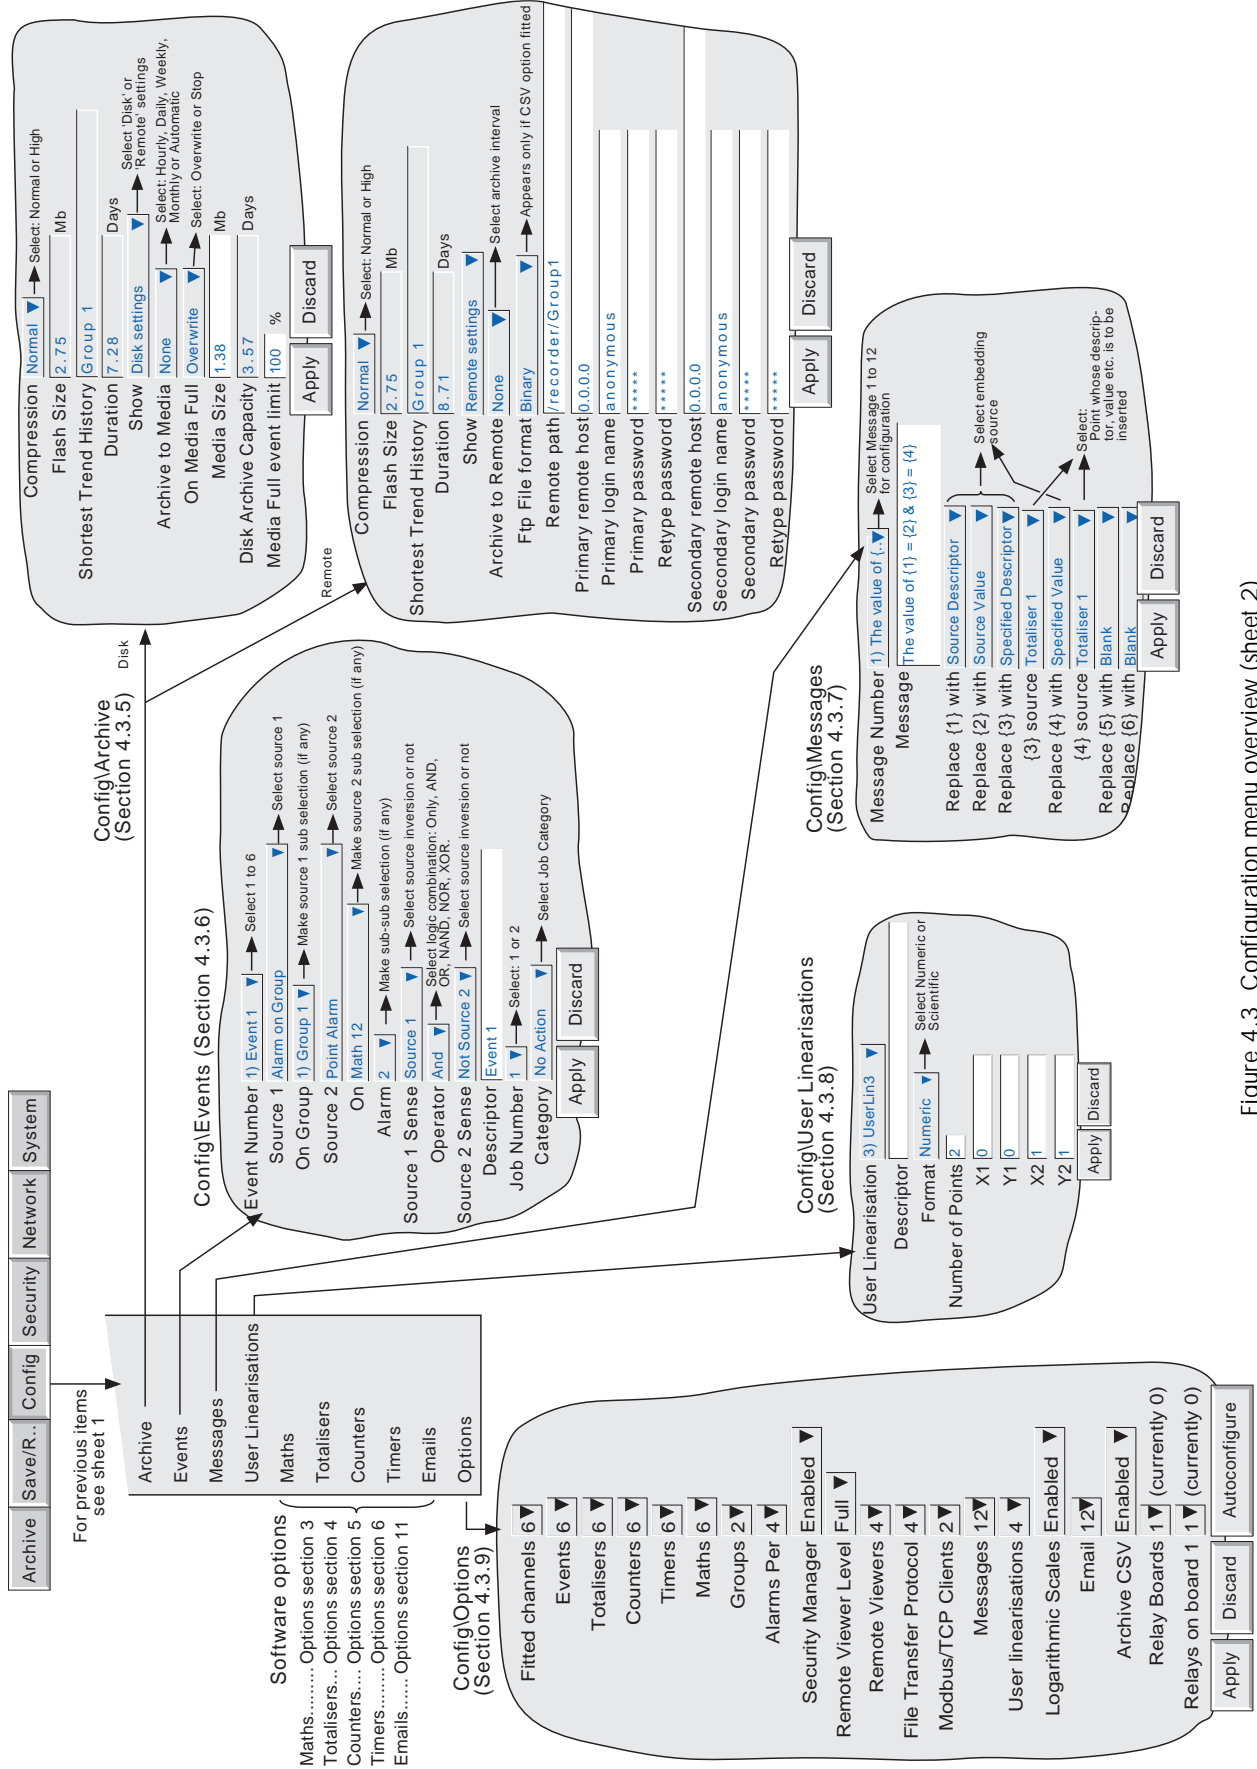 Archive
Save/R..
Config
Security
Network
System
For previous items
see sheet 1
Archive
Events
Messages
User Linearisations
Maths
Totalisers
Counters
Timers
Emails
Options
Software options
Maths........ Options section 3
Totalisers... Options section 4
Counters.... Options section 5
Timers....... Options section 6
Emails...... Options section 11
Config\Archive
(Section 4.3.5)
Disk
Remote
Compression Normal Select: Normal or High
Flash Size 2.75 Mb
Shortest Trend History Group 1
Duration 7.28 Days
Show Disk settings Select 'Disk' or
'Remote' settings
Archive to Media None Select: Hourly, Daily, Weekly,
Monthly or Automatic
On Media Full Overwrite Select: Overwrite or Stop
Media Size 1.38 Mb
Disk Archive Capacity 3.57 Days
Media Full event limit 100 %
Apply Discard
Compression Normal Select: Normal or High
Flash Size 2.75 Mb
Shortest Trend History Group 1
Duration 8.71 Days
Show Remote settings
Archive to Remote None Select archive interval
Ftp File format Binary Appears only if CSV option fitted
Remote path /recorder/Group1
Primary remote host 0.0.0.0
Primary login name anonymous
Primary password *****
Retype password *****
Secondary remote host 0.0.0.0
Secondary login name anonymous
Secondary password *****
Retype password *****
Apply Discard
Config\Events (Section 4.3.6)
Event Number 1) Event 1 Select 1 to 6
Source 1 Alarm on Group Select source 1
On Group 1) Group 1 Make source 1 sub selection (if any)
Source 2 Point Alarm Select source 2
On Math 12 Make source 2 sub selection (if any)
Alarm 2 Make sub-sub selection (if any)
Source 1 Sense Source 1 Select source inversion or not
Operator And Select logic combination: Only, AND,
OR, NAND, NOR, XOR.
Source 2 Sense Not Source 2 Select source inversion or not
Descriptor Event 1
Job Number 1 Select: 1 or 2
Category No Action Select Job Category
Apply Discard
Config\Messages
(Section 4.3.7)
Message Number 1) The value of {.. Select Message 1 to 12
for configuration
Message The value of {1} = {2} & {3} = {4}
Replace {1} with Source Descriptor Select embedding
source
Replace {2} with Source Value
Replace {3} with Specified Descriptor
{3} source Totaliser 1
Replace {4} with Specified Value
{4} source Totaliser 1 Select:
Point whose descrip-
tor, value etc. is to be
inserted
Replace {5} with Blank
Replace {6} with Blank
Apply Discard
Config\User Linearisations
(Section 4.3.8)
User Linearisation 3) UserLin3
Descriptor
Format Numeric Select Numeric or
Scientific
Number of Points 2
X1 0
Y1 0
X2 1
Y2 1
Apply Discard
Config\Options
(Section 4.3.9)
Fitted channels 6
Events 6
Totalisers 6
Counters 6
Timers 6
Maths 6
Groups 2
Alarms Per 4
Security Manager Enabled
Remote Viewer Level Full
Remote Viewers 4
File Transfer Protocol 4
Modbus/TCP Clients 2
Messages 12
User linearisations 4
Logarithmic Scales Enabled
Email 12
Archive CSV Enabled
Relay Boards 1 (currently 0)
Relays on board 1 1 (currently 0)
Apply Discard Autoconfigure
Figure 4.3 Configuration menu overview (sheet 2)